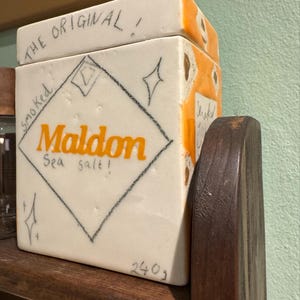 THE ORIGINAL!
smoked
Maldon
Sea salt!
240g